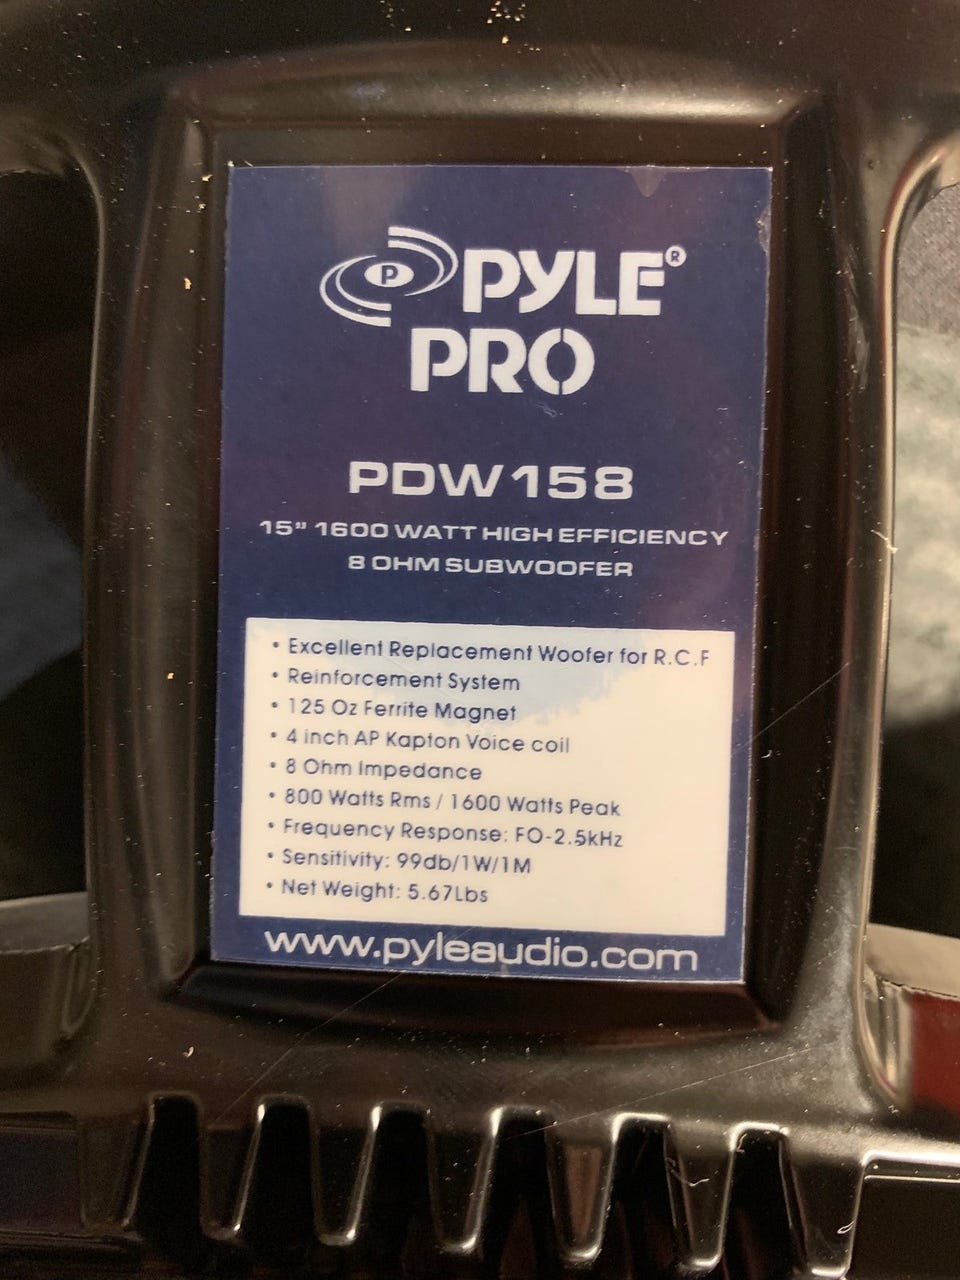 P PYLE®
PRO
PDW158
15" 1600 WATT HIGH EFFICIENCY
8 OHM SUBWOOFER
• Excellent Replacement Woofer for R.C.F
• Reinforcement System
• 125 Oz Ferrite Magnet
• 4 inch AP Kapton Voice coil
• 8 Ohm Impedance
• 800 Watts Rms / 1600 Watts Peak
• Frequency Response: FO-2.5kHz
• Sensitivity: 99db/1W/1M
• Net Weight: 5.67Lbs
www.pyleaudio.com